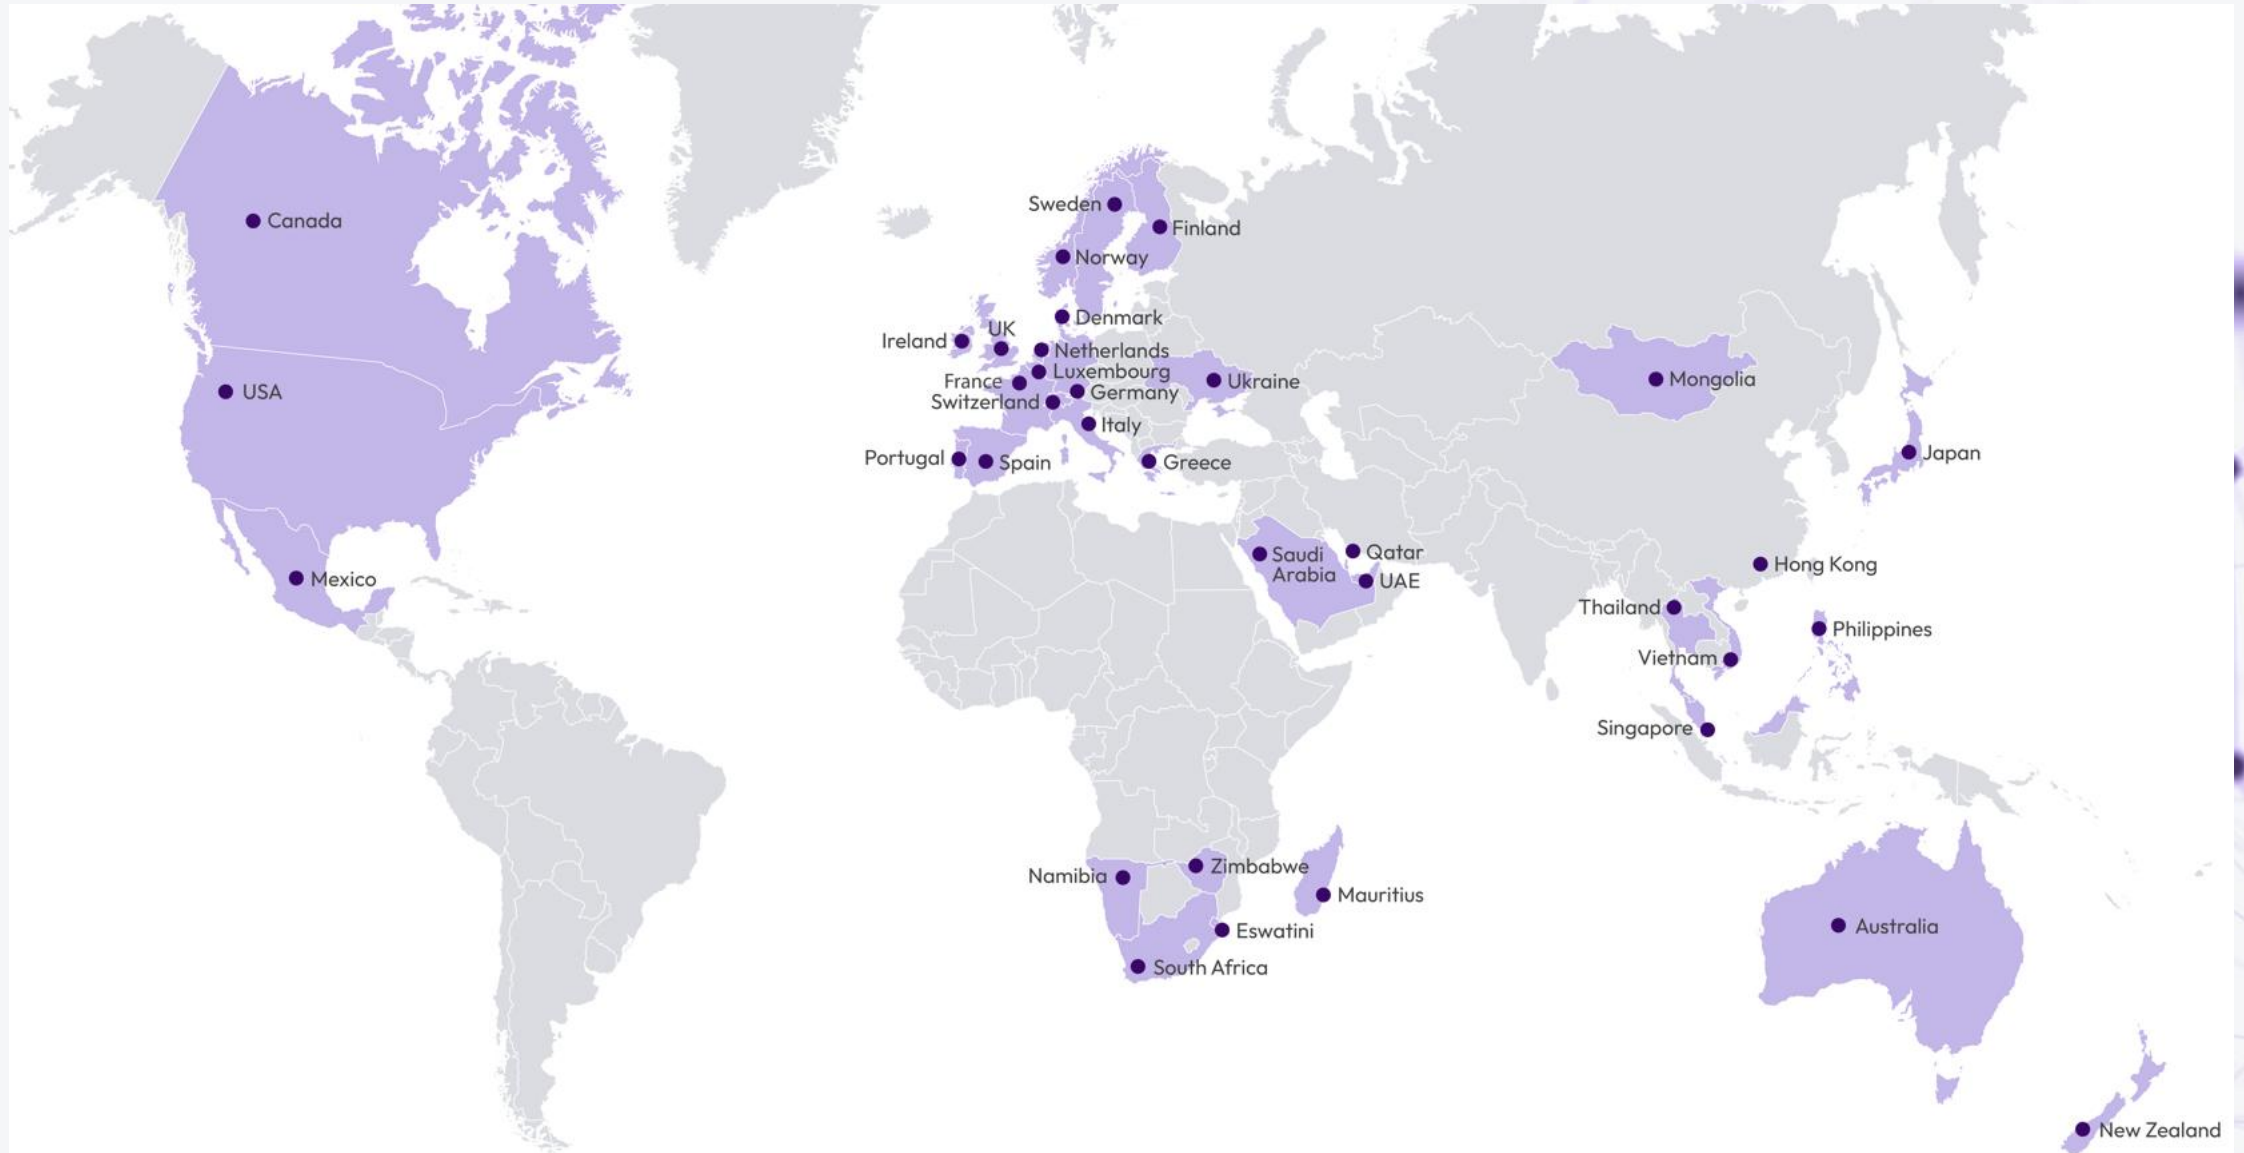 Canada
USA
Mexico
Sweden
Finland
Norway
Denmark
Ireland
UK
Netherlands
Luxembourg
France
Germany
Switzerland
Ukraine
Italy
Portugal
Spain
Greece
Mongolia
Japan
Saudi
Arabia
Qatar
UAE
Hong Kong
Thailand
Philippines
Vietnam
Singapore
Namibia
Zimbabwe
Mauritius
Eswatini
South Africa
Australia
New Zealand